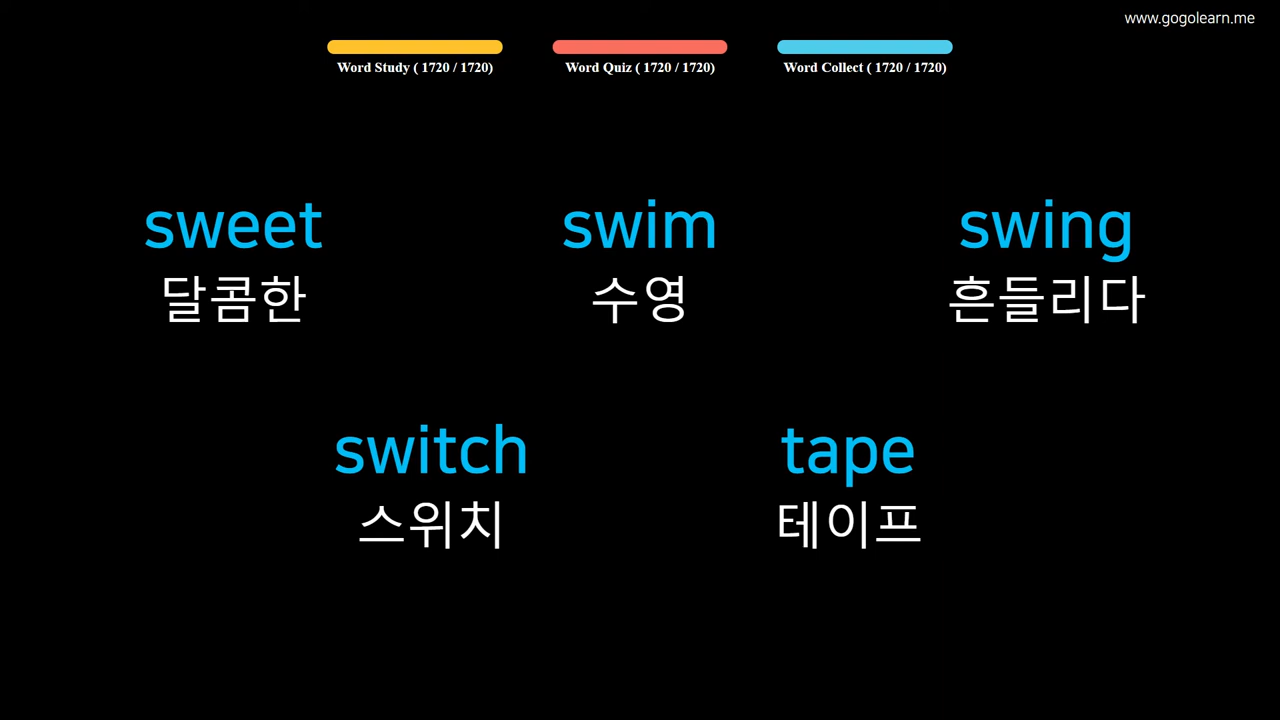 www.gogolearn.me
Word Study ( 1720 / 1720)
Word Quiz ( 1720 / 1720)
Word Collect ( 1720 / 1720)
sweet
달콤한
swim
수영
swing
흔들리다
switch
스위치
tape
테이프